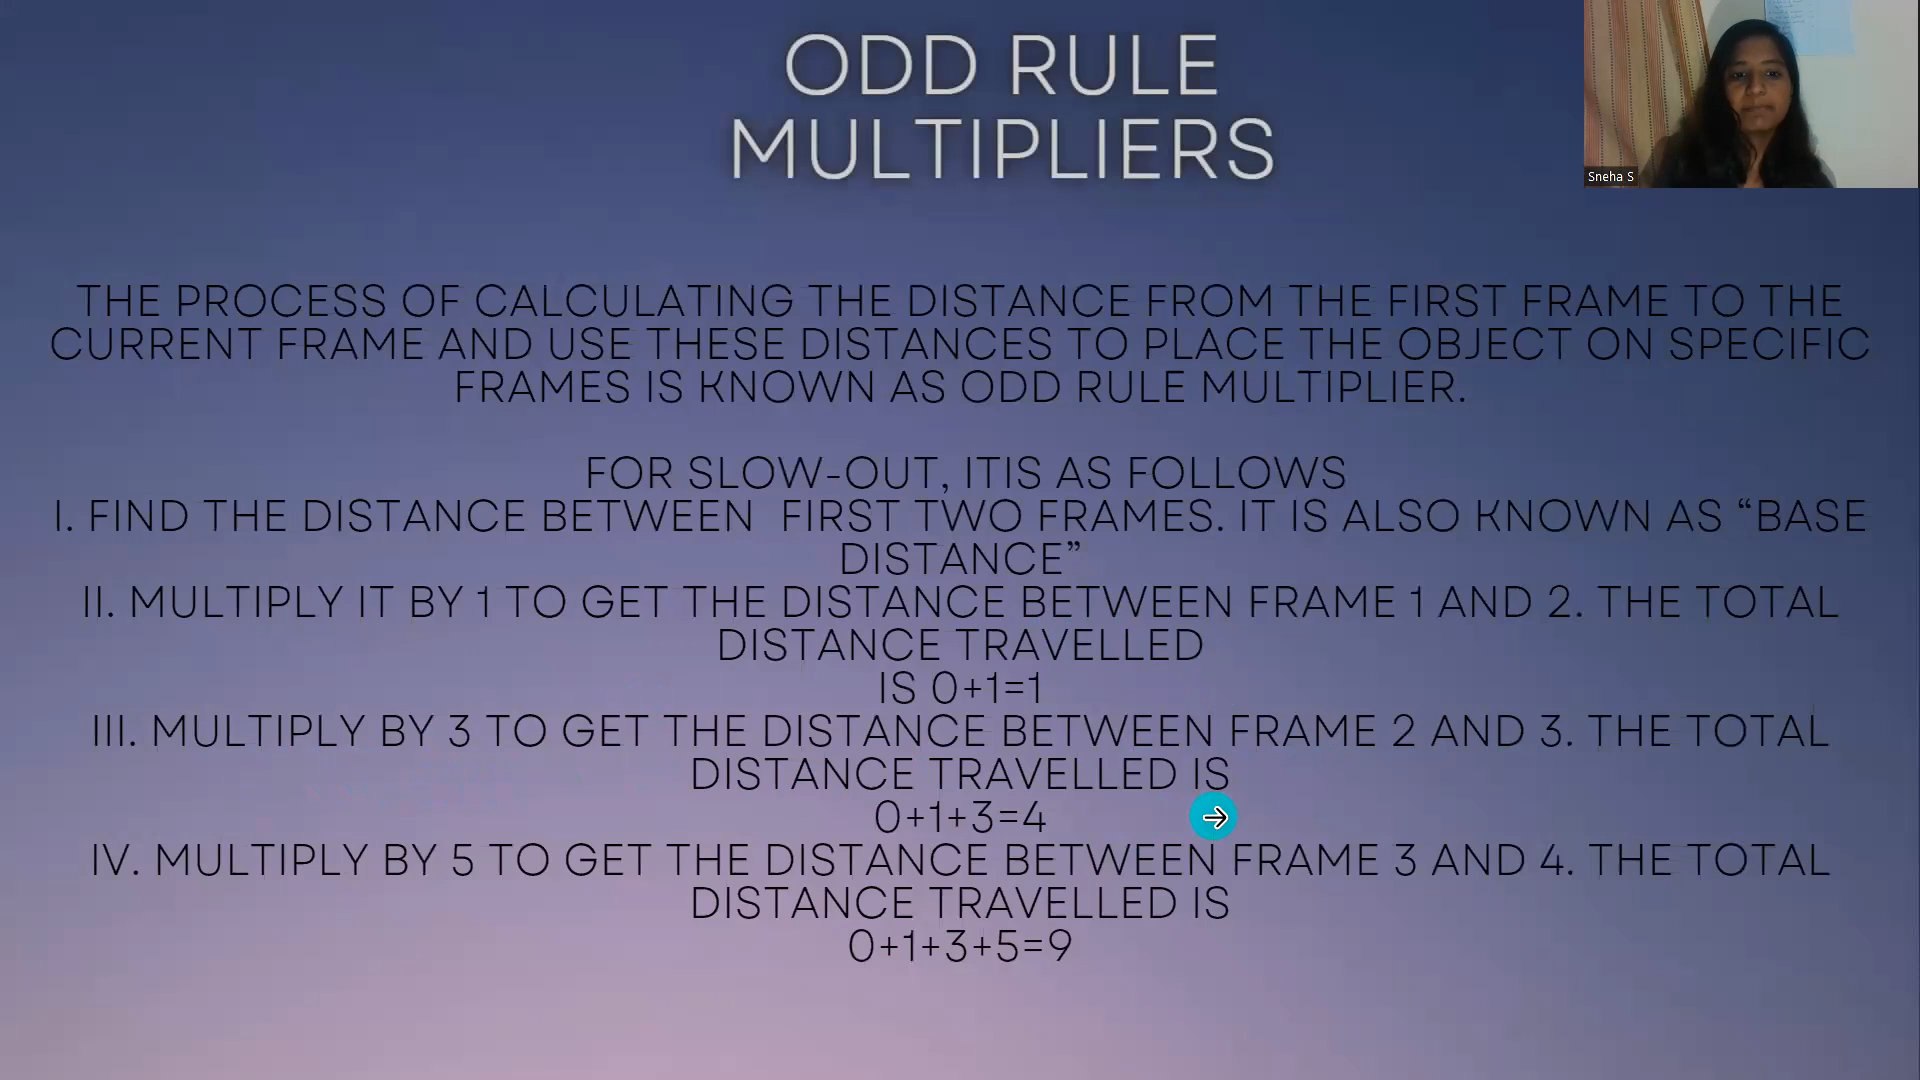 ODD RULE
MULTIPLIERS
Sneha S
THE PROCESS OF CALCULATING THE DISTANCE FROM THE FIRST FRAME TO THE
CURRENT FRAME AND USE THESE DISTANCES TO PLACE THE OBJECT ON SPECIFIC
FRAMES IS KNOWN AS ODD RULE MULTIPLIER.
FOR SLOW-OUT, ITIS AS FOLLOWS
I. FIND THE DISTANCE BETWEEN FIRST TWO FRAMES. IT IS ALSO KNOWN AS “BASE
DISTANCE”
II. MULTIPLY IT BY 1 TO GET THE DISTANCE BETWEEN FRAME 1 AND 2. THE TOTAL
DISTANCE TRAVELLED
IS 0+1=1
III. MULTIPLY BY 3 TO GET THE DISTANCE BETWEEN FRAME 2 AND 3. THE TOTAL
DISTANCE TRAVELLED IS
0+1+3=4
IV. MULTIPLY BY 5 TO GET THE DISTANCE BETWEEN FRAME 3 AND 4. THE TOTAL
DISTANCE TRAVELLED IS
0+1+3+5=9